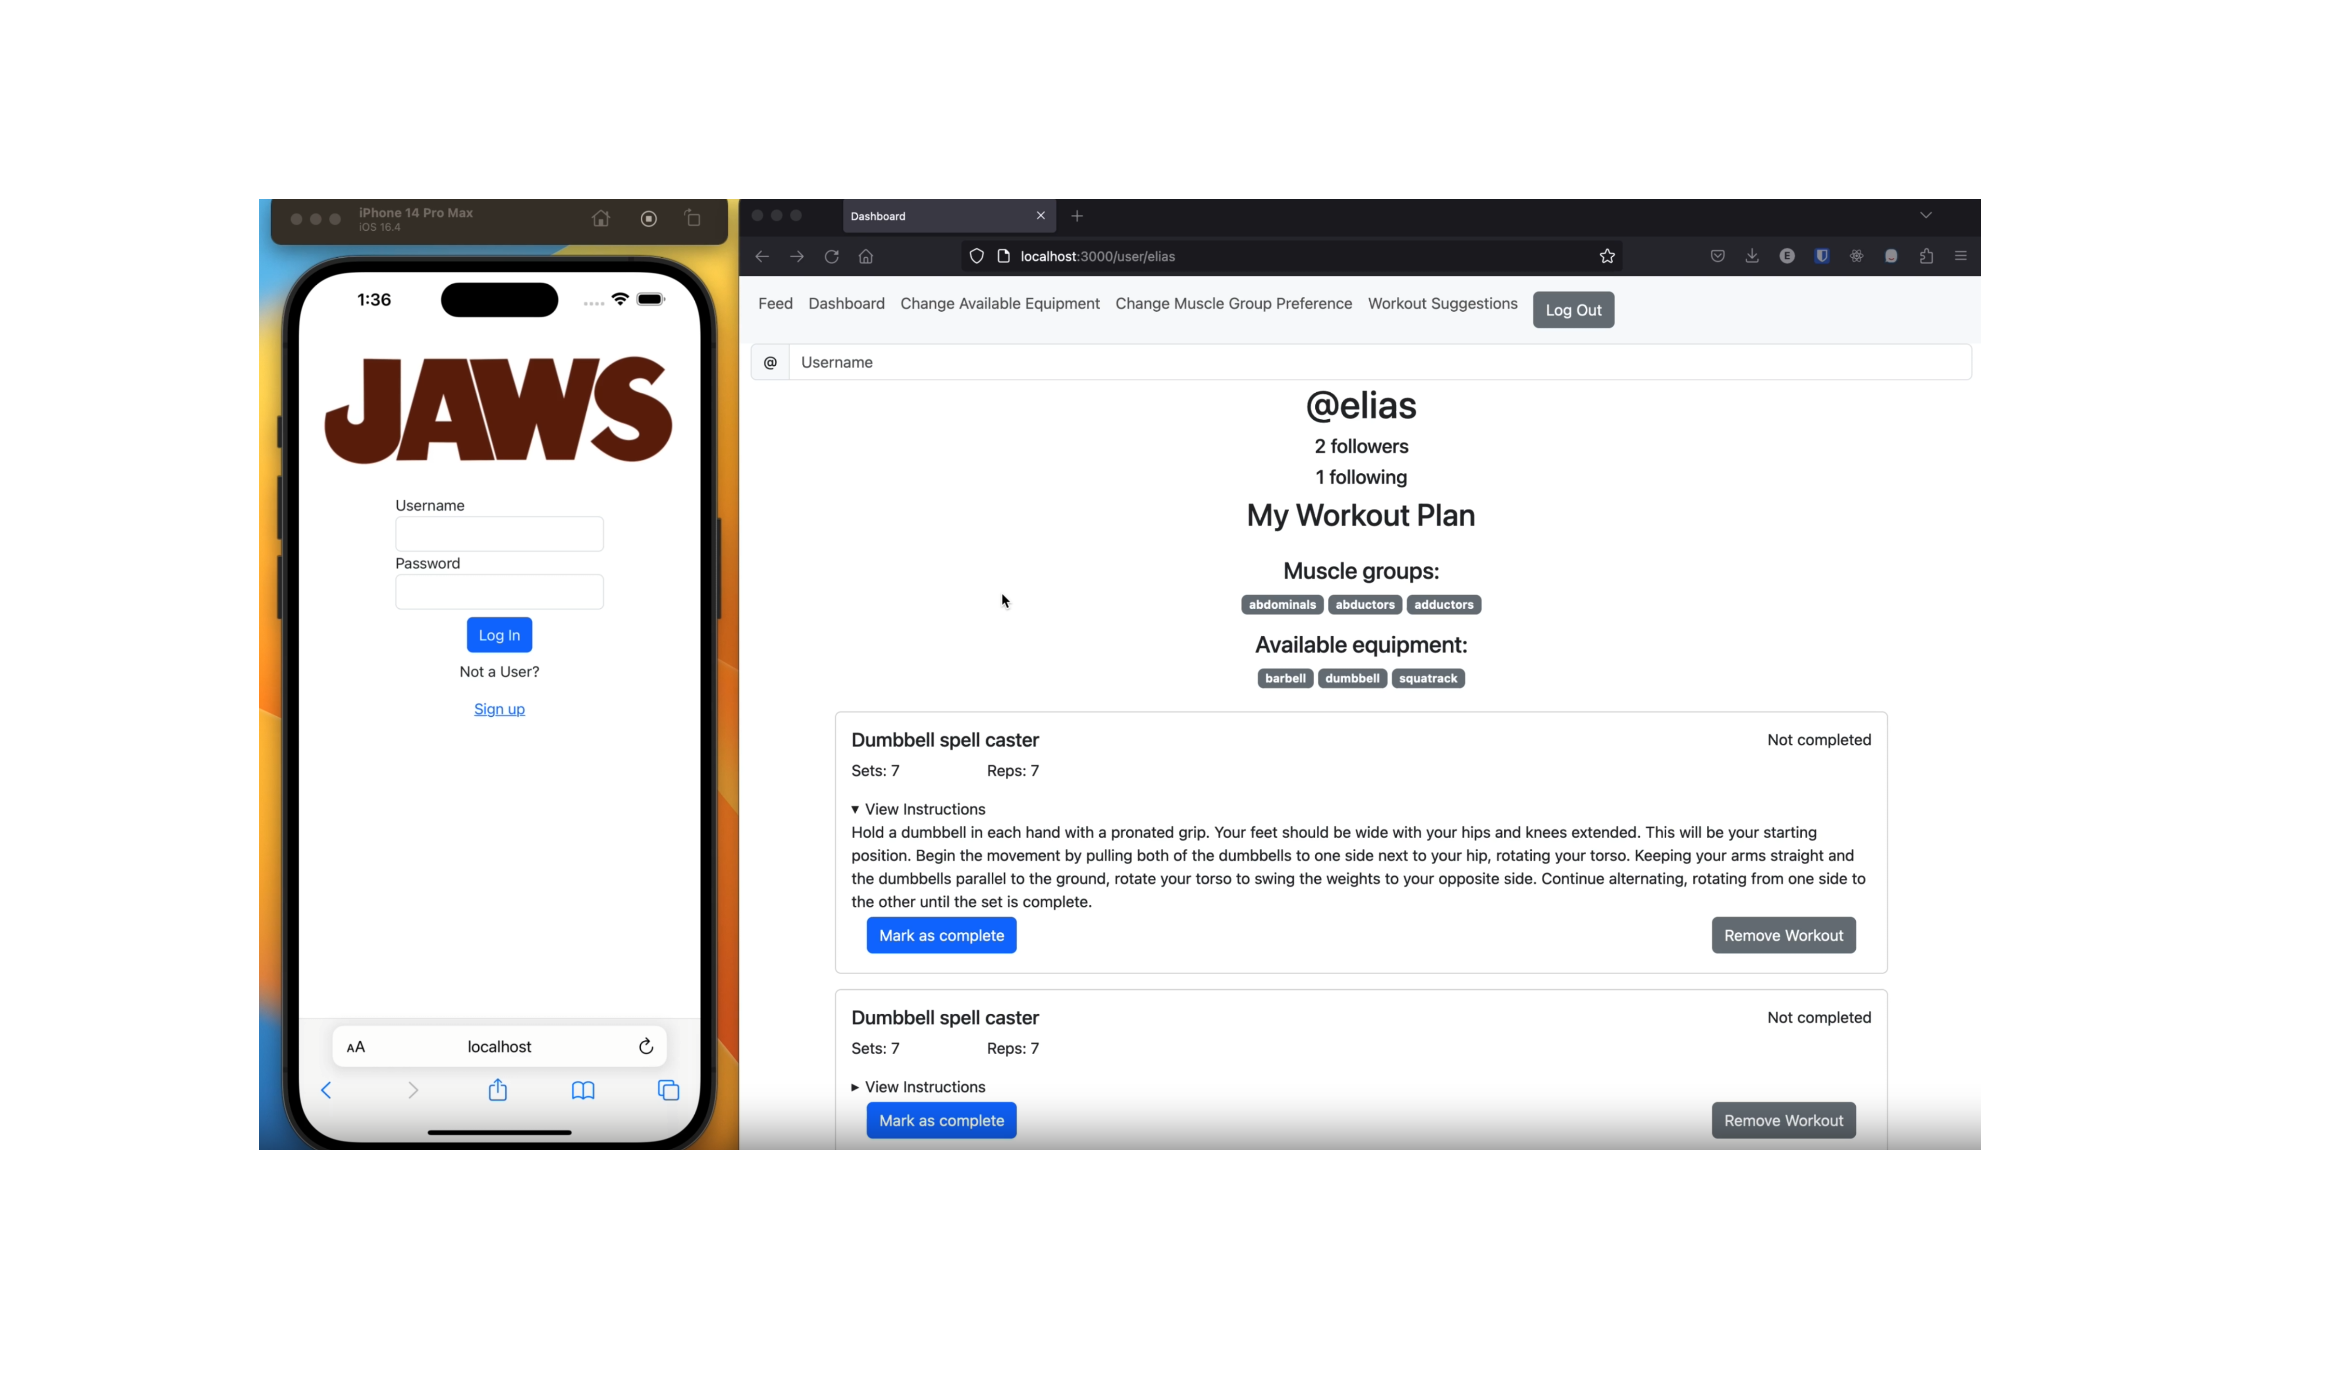 iPhone 14 Pro Max
iOS 16.4
1:36
JAWS
Username
Password
Log In
Not a User?
Sign up
AA localhost
Dashboard
localhost:3000/user/elias
E
Feed Dashboard Change Available Equipment Change Muscle Group Preference Workout Suggestions Log Out
@ Username
@elias
2 followers
1 following
My Workout Plan
Muscle groups:
abdominals abductors adductors
Available equipment:
barbell dumbbell squatrack
Dumbbell spell caster Not completed
Sets: 7 Reps: 7
▼ View Instructions
Hold a dumbbell in each hand with a pronated grip. Your feet should be wide with your hips and knees extended. This will be your starting
position. Begin the movement by pulling both of the dumbbells to one side next to your hip, rotating your torso. Keeping your arms straight and
the dumbbells parallel to the ground, rotate your torso to swing the weights to your opposite side. Continue alternating, rotating from one side to
the other until the set is complete.
Mark as complete Remove Workout
Dumbbell spell caster Not completed
Sets: 7 Reps: 7
► View Instructions
Mark as complete Remove Workout